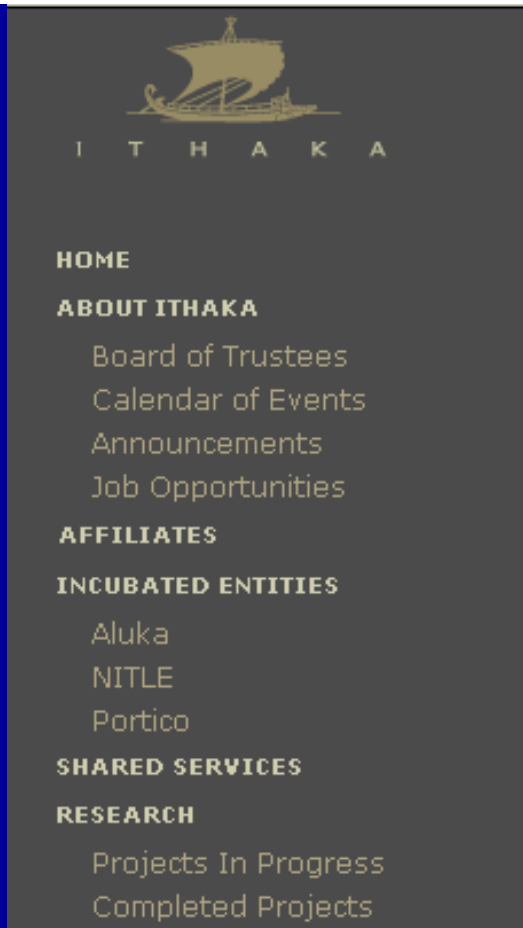 I T H A K A
HOME
ABOUT ITHAKA
Board of Trustees
Calendar of Events
Announcements
Job Opportunities
AFFILIATES
INCUBATED ENTITIES
Aluka
NITLE
Portico
SHARED SERVICES
RESEARCH
Projects In Progress
Completed Projects